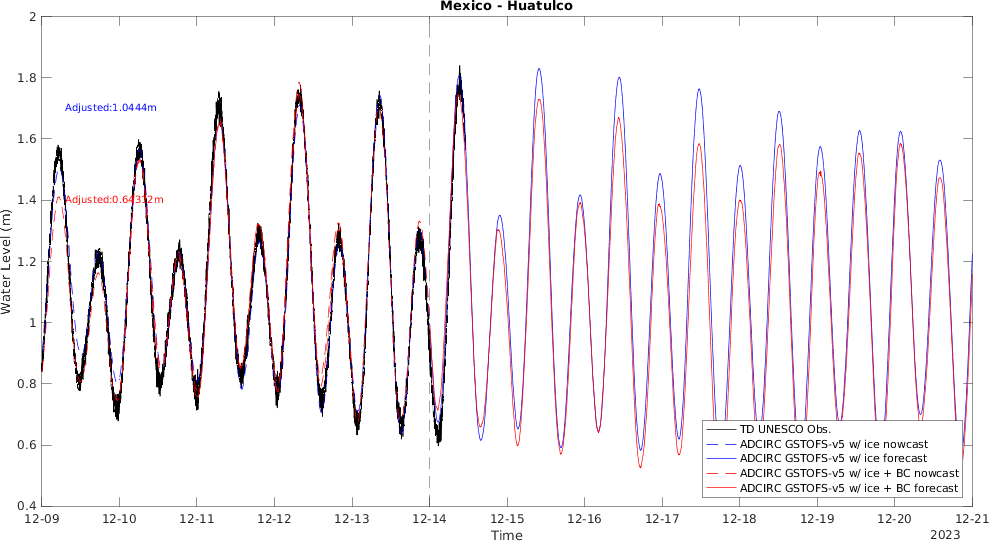 Mexico - Huatulco
2
1.8
1.6
1.4
1.2
1
0.8
0.6
0.4
Water Level (m)
Adjusted:1.0444m
Adjusted:0.64312m
TD UNESCO Obs.
ADCIRC GSTOFS-v5 w/ ice nowcast
ADCIRC GSTOFS-v5 w/ ice forecast
ADCIRC GSTOFS-v5 w/ ice + BC nowcast
ADCIRC GSTOFS-v5 w/ ice + BC forecast
12-09 12-10 12-11 12-12 12-13 12-14 12-15 12-16 12-17 12-18 12-19 12-20 12-21
Time
2023